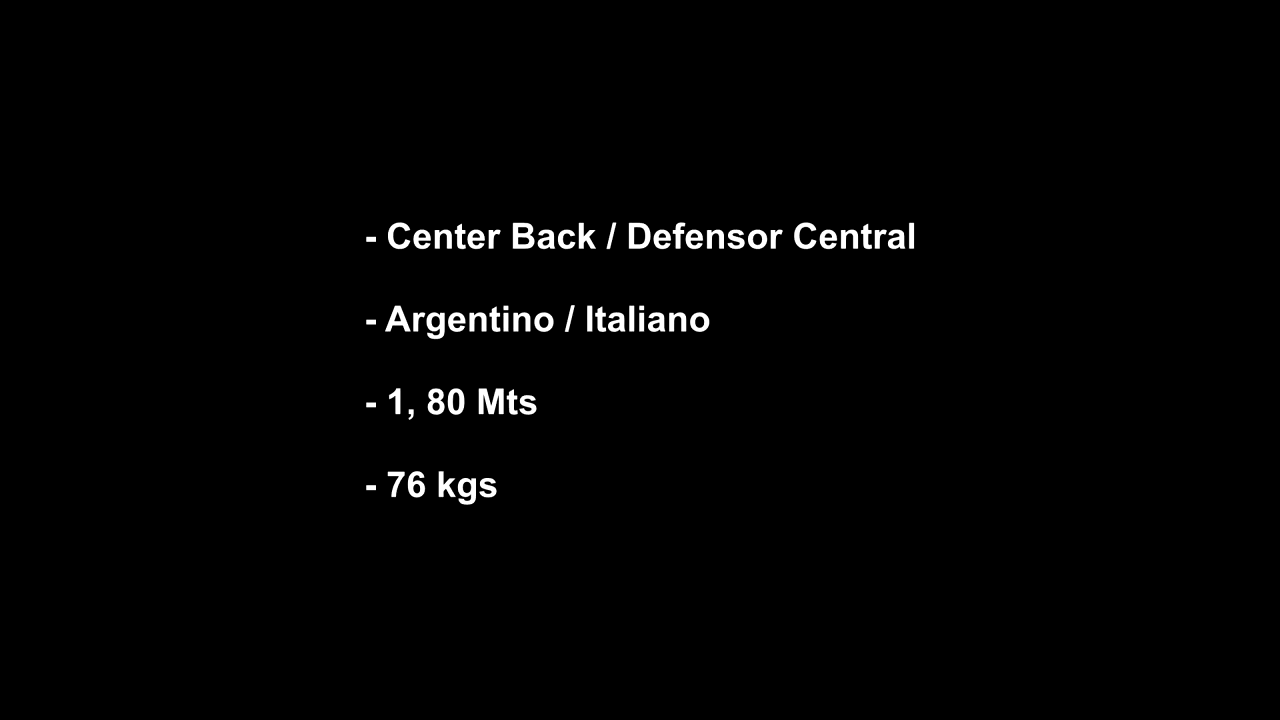 - Center Back / Defensor Central
- Argentino / Italiano
- 1, 80 Mts
- 76 kgs